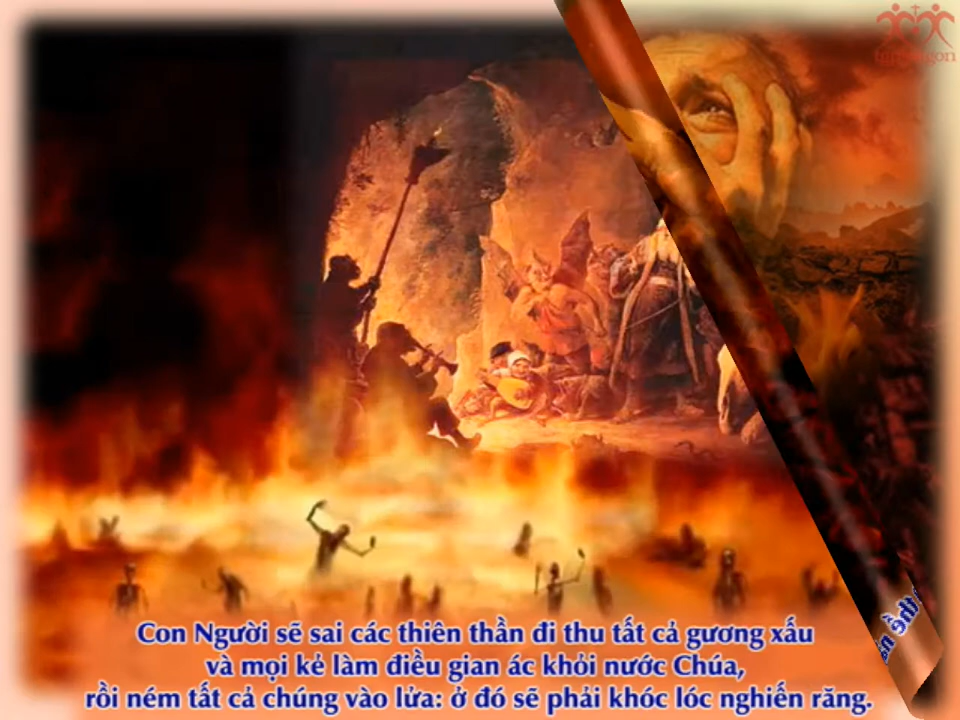 Con Người sẽ sai các thiên thần đi thu tất cả gương xấu
và mọi kẻ làm điều gian ác khỏi nước Chúa,
rồi ném tất cả chúng vào lửa: ở đó sẽ phải khóc lóc nghiến răng.